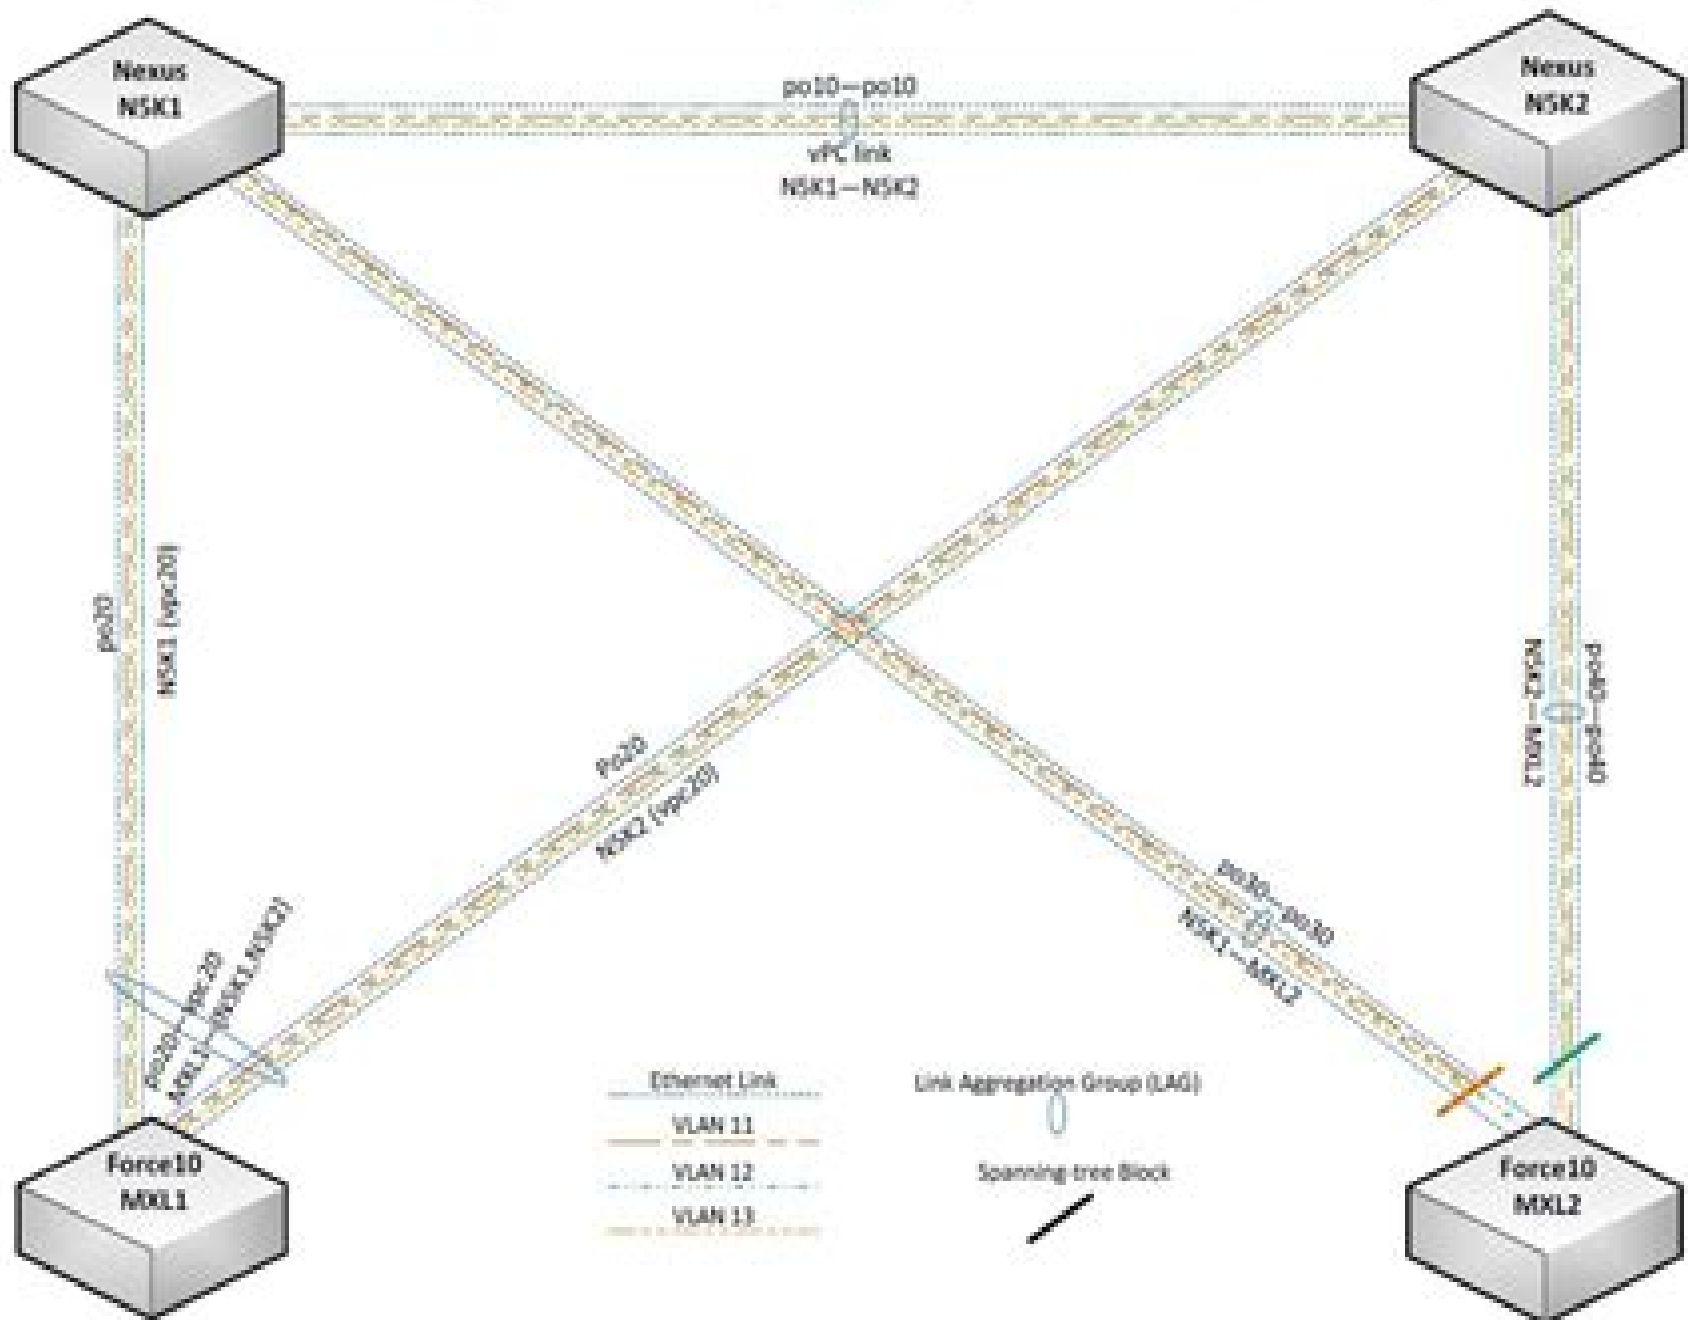 Nexus
N5K1
Nexus
N5K2
po10—po10
vPC link
N5K1—N5K2
po20
N5K1 (vpc20)
Po20
N5K2 (vpc20)
N5K2—MXL2
po40—po40
po30—po30
N5K1—MXL2
po20—vpc20
MXL1—(N5K1,N5K2)
Force10
MXL1
Force10
MXL2
Ethernet Link
VLAN 11
VLAN 12
VLAN 13
Link Aggregation Group (LAG)
Spanning-tree Block